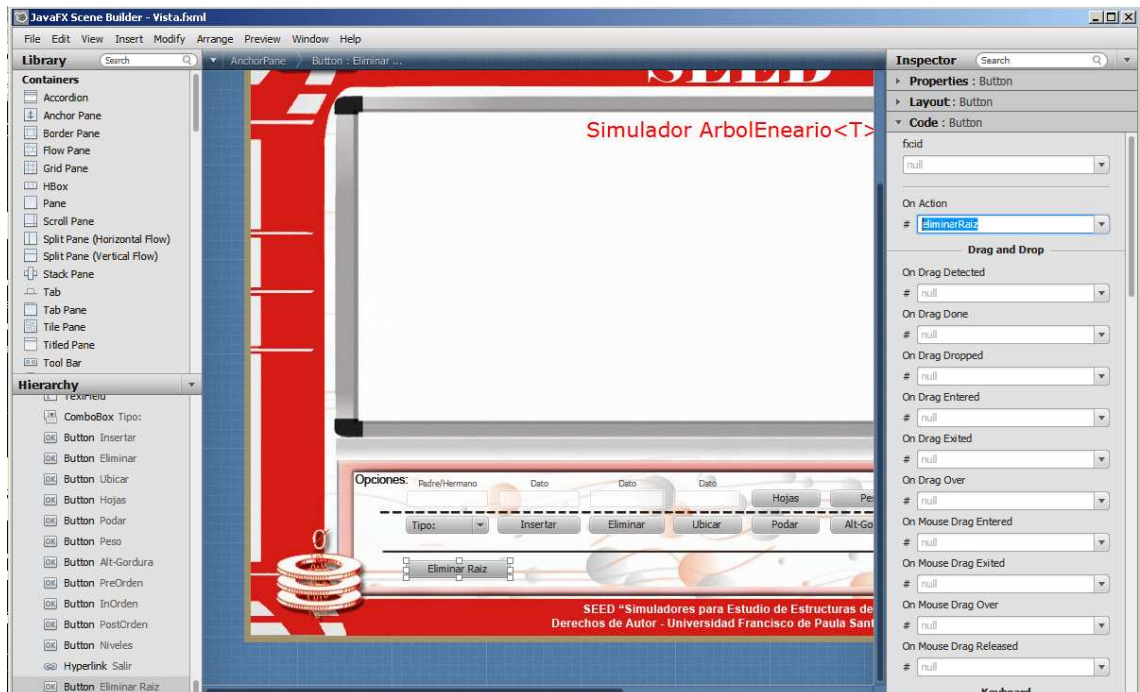 JavaFX Scene Builder - Vista.fxml
File Edit View Insert Modify Arrange Preview Window Help
Library
Search
Containers
Accordion
Anchor Pane
Border Pane
Flow Pane
Grid Pane
HBox
Pane
Scroll Pane
Split Pane (Horizontal Flow)
Split Pane (Vertical Flow)
Stack Pane
Tab
Tab Pane
Tile Pane
Titled Pane
Tool Bar
Hierarchy
TextField
ComboBox Tipo:
Button Insertar
Button Eliminar
Button Ubicar
Button Hojas
Button Podar
Button Peso
Button Alt-Gordura
Button PreOrden
Button InOrden
Button PostOrden
Button Niveles
Hyperlink Salir
Button Eliminar Raiz
AnchorPane
Button : Eliminar ...
SEED
Simulador ArbolEneario<T>
Opciones:
Padre/Hermano Dato Dato Dato
Hojas Pe
Tipo: Insertar Eliminar Ubicar Podar Alt-Go
Eliminar Raiz
SEED "Simuladores para Estudio de Estructuras de
Derechos de Autor - Universidad Francisco de Paula Sant
Inspector
Search
Properties : Button
Layout : Button
Code : Button
fx:id
null
On Action
# eliminarRaiz
Drag and Drop
On Drag Detected
# null
On Drag Done
# null
On Drag Dropped
# null
On Drag Entered
# null
On Drag Exited
# null
On Drag Over
# null
On Mouse Drag Entered
# null
On Mouse Drag Exited
# null
On Mouse Drag Over
# null
On Mouse Drag Released
# null
Keyboard